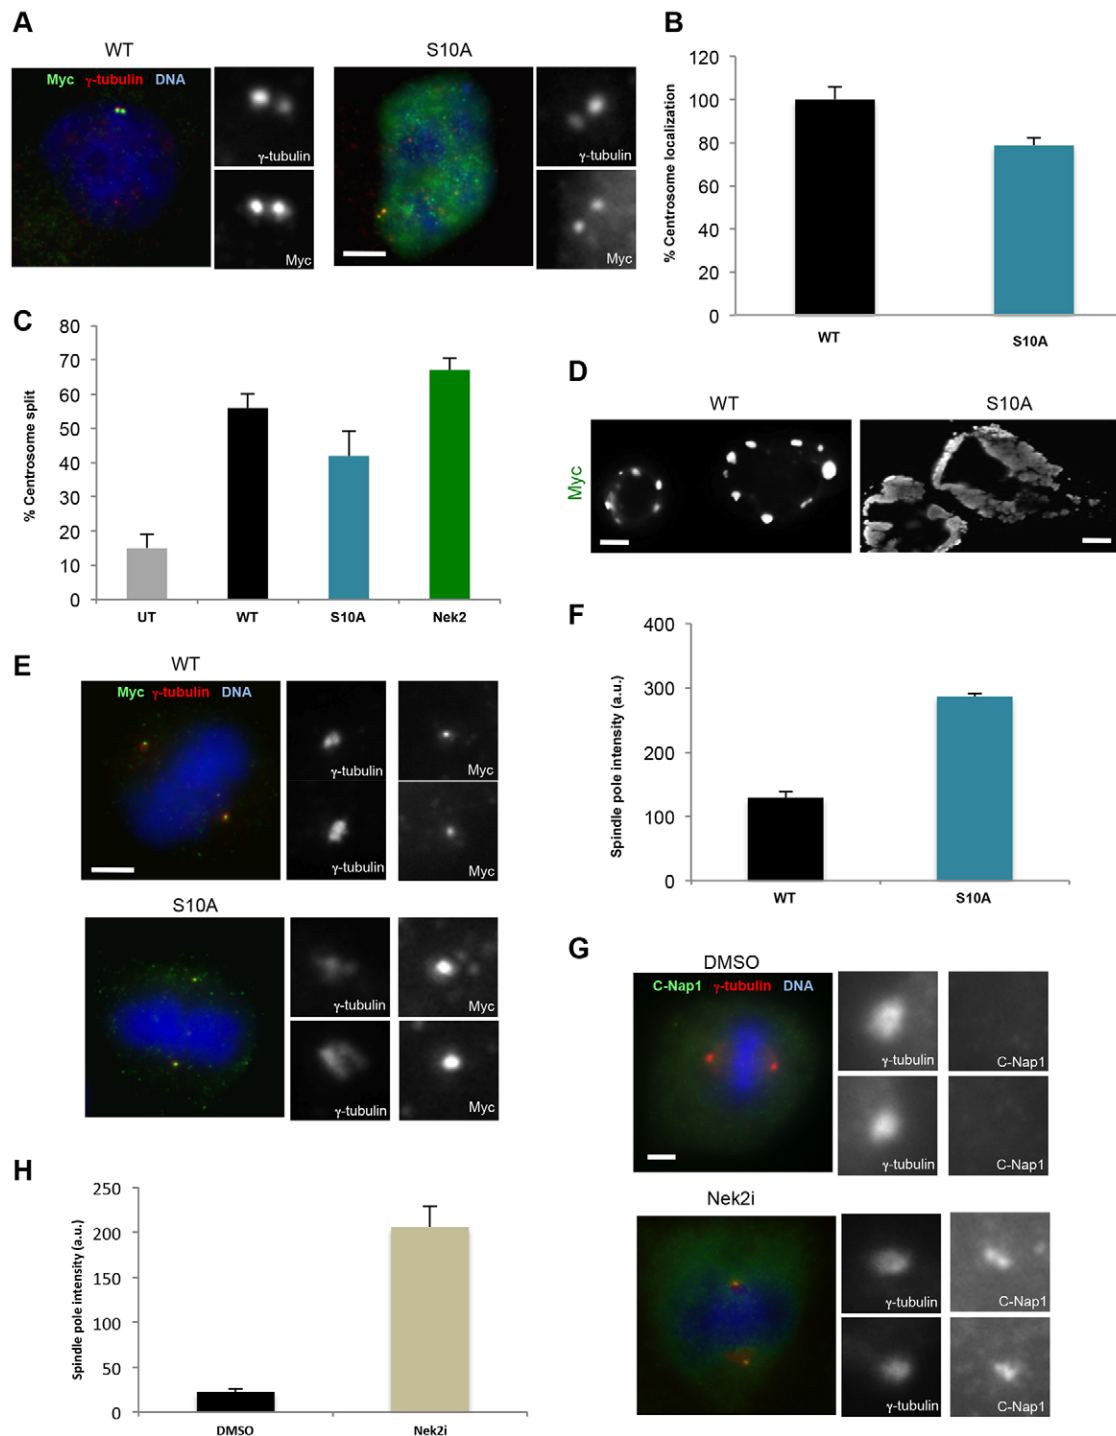 A
WT
S10A
Myc γ-tubulin DNA
γ-tubulin
Myc
γ-tubulin
Myc
B
120
100
80
60
40
20
0
% Centrosome localization
WT
S10A
C
80
70
60
50
40
30
20
10
0
% Centrosome split
UT
WT
S10A
Nek2
D
WT
S10A
Myc
E
WT
Myc γ-tubulin DNA
γ-tubulin
Myc
γ-tubulin
Myc
S10A
γ-tubulin
Myc
γ-tubulin
Myc
F
400
300
200
100
0
Spindle pole intensity (a.u.)
WT
S10A
G
DMSO
C-Nap1 γ-tubulin DNA
γ-tubulin
C-Nap1
γ-tubulin
C-Nap1
Nek2i
γ-tubulin
C-Nap1
γ-tubulin
C-Nap1
H
250
200
150
100
50
0
Spindle pole intensity (a.u.)
DMSO
Nek2i